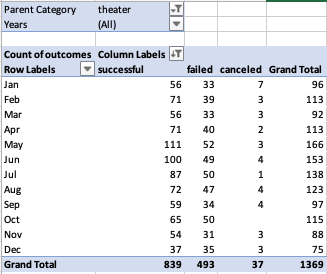 Parent Category theater
Years (All)
Count of outcomes Column Labels
Row Labels successful failed canceled Grand Total
Jan 56 33 7 96
Feb 71 39 3 113
Mar 56 33 3 92
Apr 71 40 2 113
May 111 52 3 166
Jun 100 49 4 153
Jul 87 50 1 138
Aug 72 47 4 123
Sep 59 34 4 97
Oct 65 50 115
Nov 54 31 3 88
Dec 37 35 3 75
Grand Total 839 493 37 1369